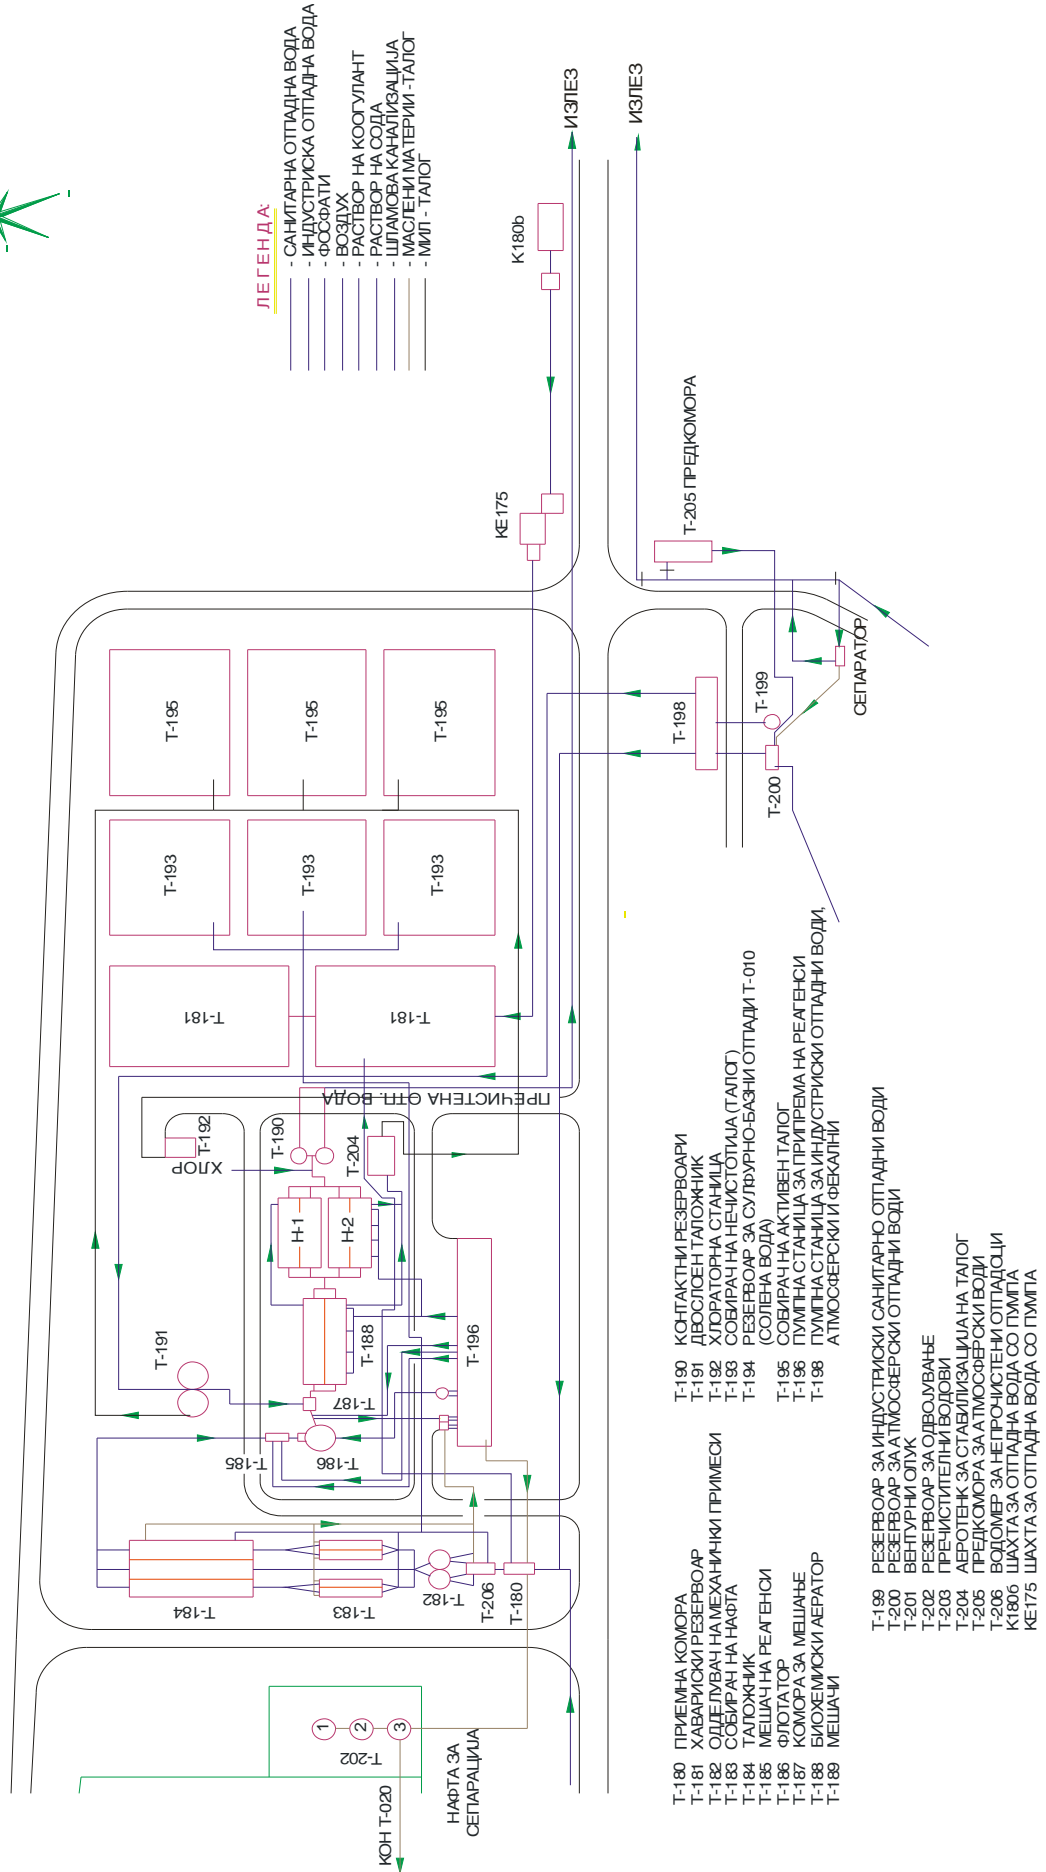 ЛЕГЕНДА:
- САНИТАРНА ОТПАДНА ВОДА
- ИНДУСТРИСКА ОТПАДНА ВОДА
- ФОСФАТИ
- ВОЗДУХ
- РАСТВОР НА КООГУЛАНТ
- РАСТВОР НА СОДА
- ШЛАМОВА КАНАЛИЗАЦИЈА
- МАСЛЕНИ МАТЕРИИ -ТАЛОГ
- МИЛ - ТАЛОГ
ИЗЛЕЗ
ИЗЛЕЗ
К180b
КЕ175
Т-205 ПРЕДКОМОРА
СЕПАРАТОР
Т-199
Т-198
Т-200
Т-195
Т-195
Т-195
Т-193
Т-193
Т-193
Т-181
Т-181
ПРЕЧИСТЕНА ОТП. ВОДА
Т-192
ХЛОР
Т-190
Т-204
Н-1
Н-2
Т-191
Т-188
Т-196
Т-187
Т-186
Т-185
Т-184
Т-183
Т-182
Т-206
Т-180
1
2
3
Т-202
НАФТА ЗА
СЕПАРАЦИЈА
КОН Т-020
Т-180 ПРИЕМНА КОМОРА
Т-181 ХАВАРИСКИ РЕЗЕРВОАР
Т-182 ОДДЕЛУВАЧ НА МЕХАНИЧКИ ПРИМЕСИ
Т-183 СОБИРАЧ НА НАФТА
Т-184 ТАЛОЖНИК
Т-185 МЕШАЧ НА РЕАГЕНСИ
Т-186 ФЛОТАТОР
Т-187 КОМОРА ЗА МЕШАЊЕ
Т-188 БИОХЕМИСКИ АЕРАТОР
Т-189 МЕШАЧИ
Т-190 КОНТАКТНИ РЕЗЕРВОАРИ
Т-191 ДВОСЛОЕН ТАЛОЖНИК
Т-192 ХЛОРАТОРНА СТАНИЦА
Т-193 СОБИРАЧ НА НЕЧИСТОТИЈА (ТАЛОГ)
Т-194 РЕЗЕРВОАР ЗА СУЛФУРНО-БАЗНИ ОТПАДИ Т-010
(СОЛЕНА ВОДА)
Т-195 СОБИРАЧ НА АКТИВЕН ТАЛОГ
Т-196 ПУМПНА СТАНИЦА ЗА ПРИПРЕМА НА РЕАГЕНСИ
Т-198 ПУМПНА СТАНИЦА ЗА ИНДУСТРИСКИ ОТПАДНИ ВОДИ,
АТМОСФЕРСКИ И ФЕКАЛНИ
Т-199 РЕЗЕРВОАР ЗА ИНДУСТРИСКИ САНИТАРНО ОТПАДНИ ВОДИ
Т-200 РЕЗЕРВОАР ЗА АТМОСФЕРСКИ ОТПАДНИ ВОДИ
Т-201 ВЕНТУРНИ ОЛУК
Т-202 РЕЗЕРВОАР ЗА ОДВОЈУВАЊЕ
Т-203 ПРЕЧИСТИТЕЛНИ ВОДОВИ
Т-204 АЕРОТЕНК ЗА СТАБИЛИЗАЦИЈА НА ТАЛОГ
Т-205 ПРЕДКОМОРА ЗА АТМОСФЕРСКИ ВОДИ
Т-206 ВОДОМЕР ЗА НЕПРОЧИСТЕНИ ОТПАДОЦИ
К180б ШАХТА ЗА ОТПАДНА ВОДА СО ПУМПА
КЕ175 ШАХТА ЗА ОТПАДНА ВОДА СО ПУМПА